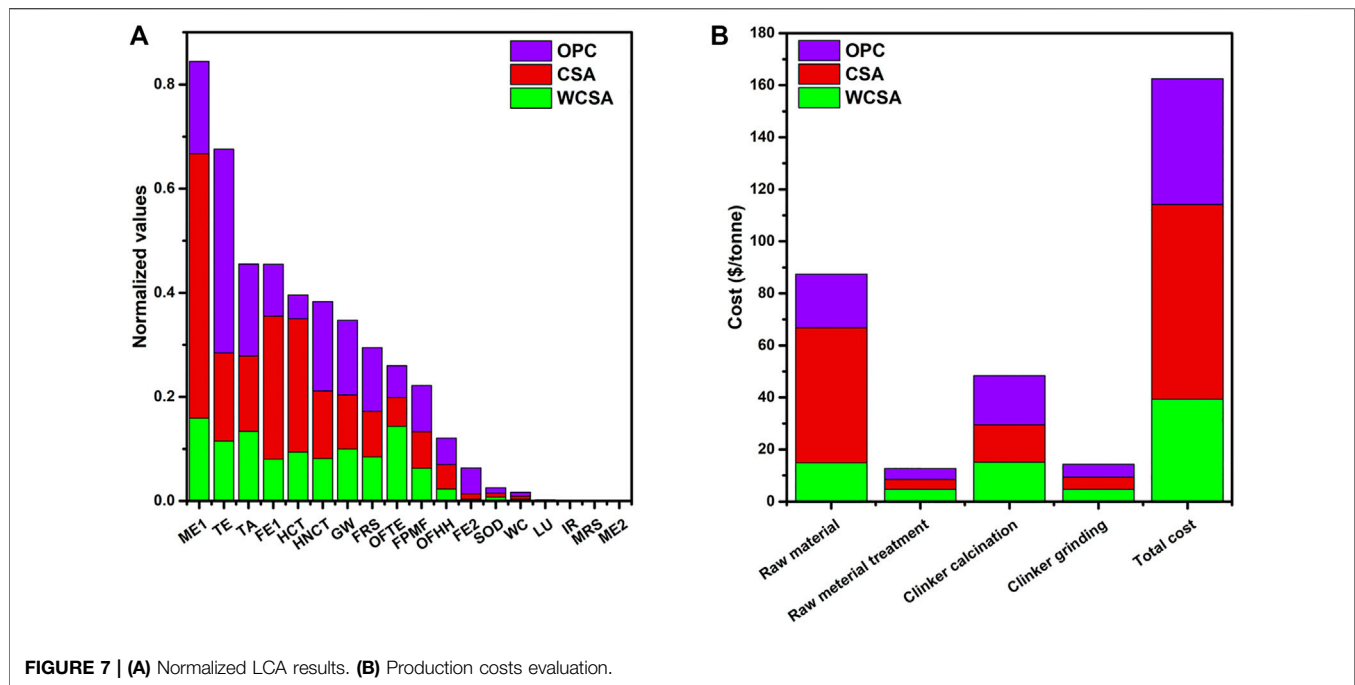 A
OPC
CSA
WCSA
Normalized values
0.8
0.6
0.4
0.2
0.0
ME1 TE TA FE1 HCT HNCT GW FRS OFTE FPMF OFHH FE2 SOD WC LU IR MRS ME2
B
OPC
CSA
WCSA
Cost ($/tonne)
180
160
140
120
100
80
60
40
20
0
Raw material
Raw meterial treatment
Clinker calcination
Clinker grinding
Total cost
FIGURE 7 | (A) Normalized LCA results. (B) Production costs evaluation.